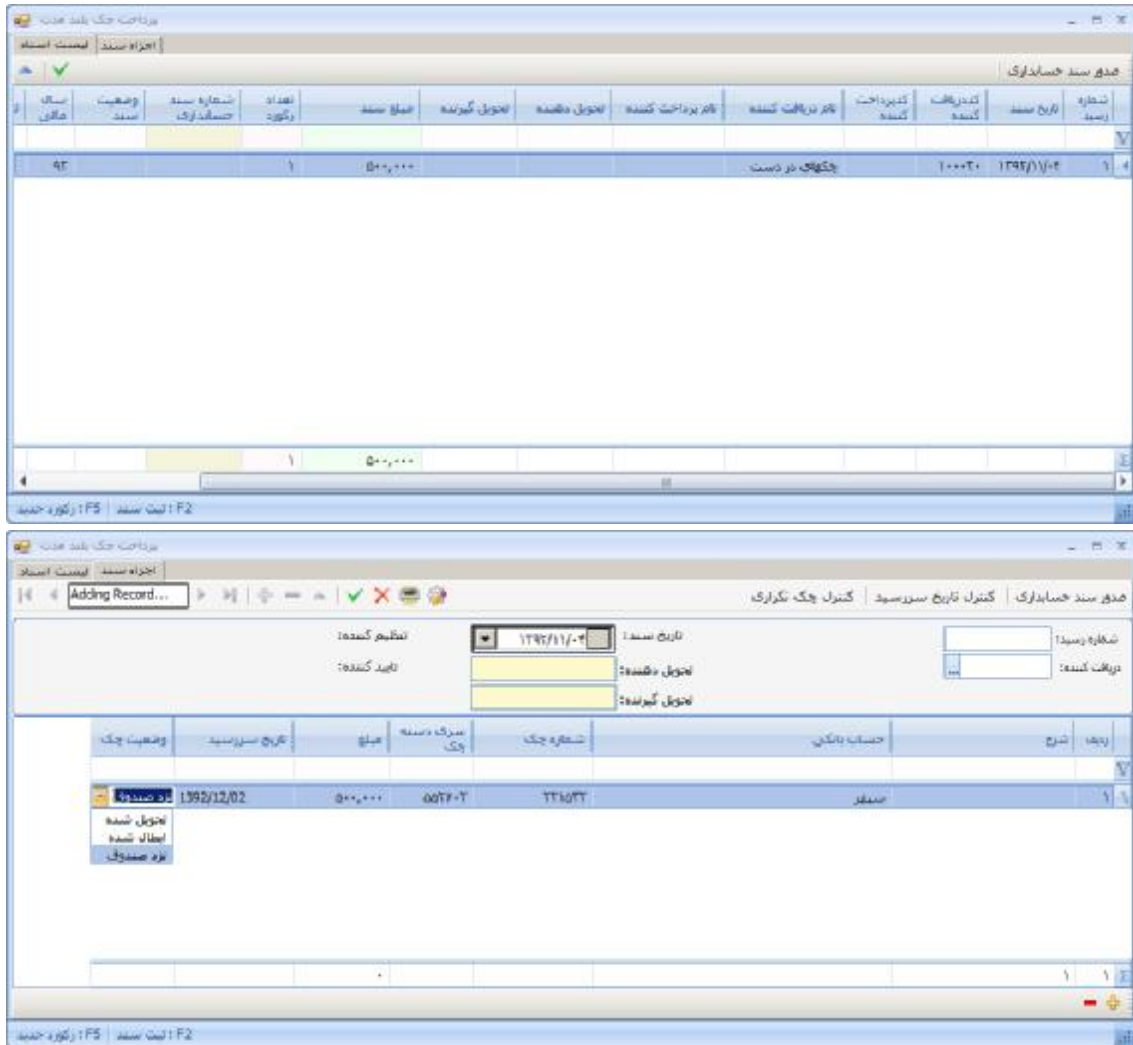 پرداخت چک بلند مدت
لیست اسناد اجزاء سند
صدور سند حسابداری
شماره رسید تاریخ سند کددریافت کننده کدپرداخت کننده نام دریافت کننده نام پرداخت کننده تحویل دهنده تحویل گیرنده مبلغ سند تعداد رکورد شماره سند حسابداری وضعیت سند سال مالی
۱ ۱۳۹۲/۱۱/۰۴ ۱۰۰۰۲۰ چکهای در دست ۵۰۰,۰۰۰ ۱ ۹۲
۵۰۰,۰۰۰ ۱
F2 : ثبت سند F5 : رکورد جدید
پرداخت چک بلند مدت
لیست اسناد اجزاء سند
Adding Record...
صدور سند حسابداری کنترل تاریخ سررسید کنترل چک تکراری
شماره رسید: تاریخ سند: ۱۳۹۲/۱۱/۰۴ تنظیم کننده:
دریافت کننده: ... تحویل دهنده: تایید کننده:
تحویل گیرنده:
ردیف شرح حساب بانکی شماره چک سری دسته چک مبلغ تاریخ سررسید وضعیت چک
۱ ۵۰۰,۰۰۰ 1392/12/02 نزد صندوق
تحویل شده
ابطال شده
نزد صندوق
۱ ۱ ۰
F2 : ثبت سند F5 : رکورد جدید